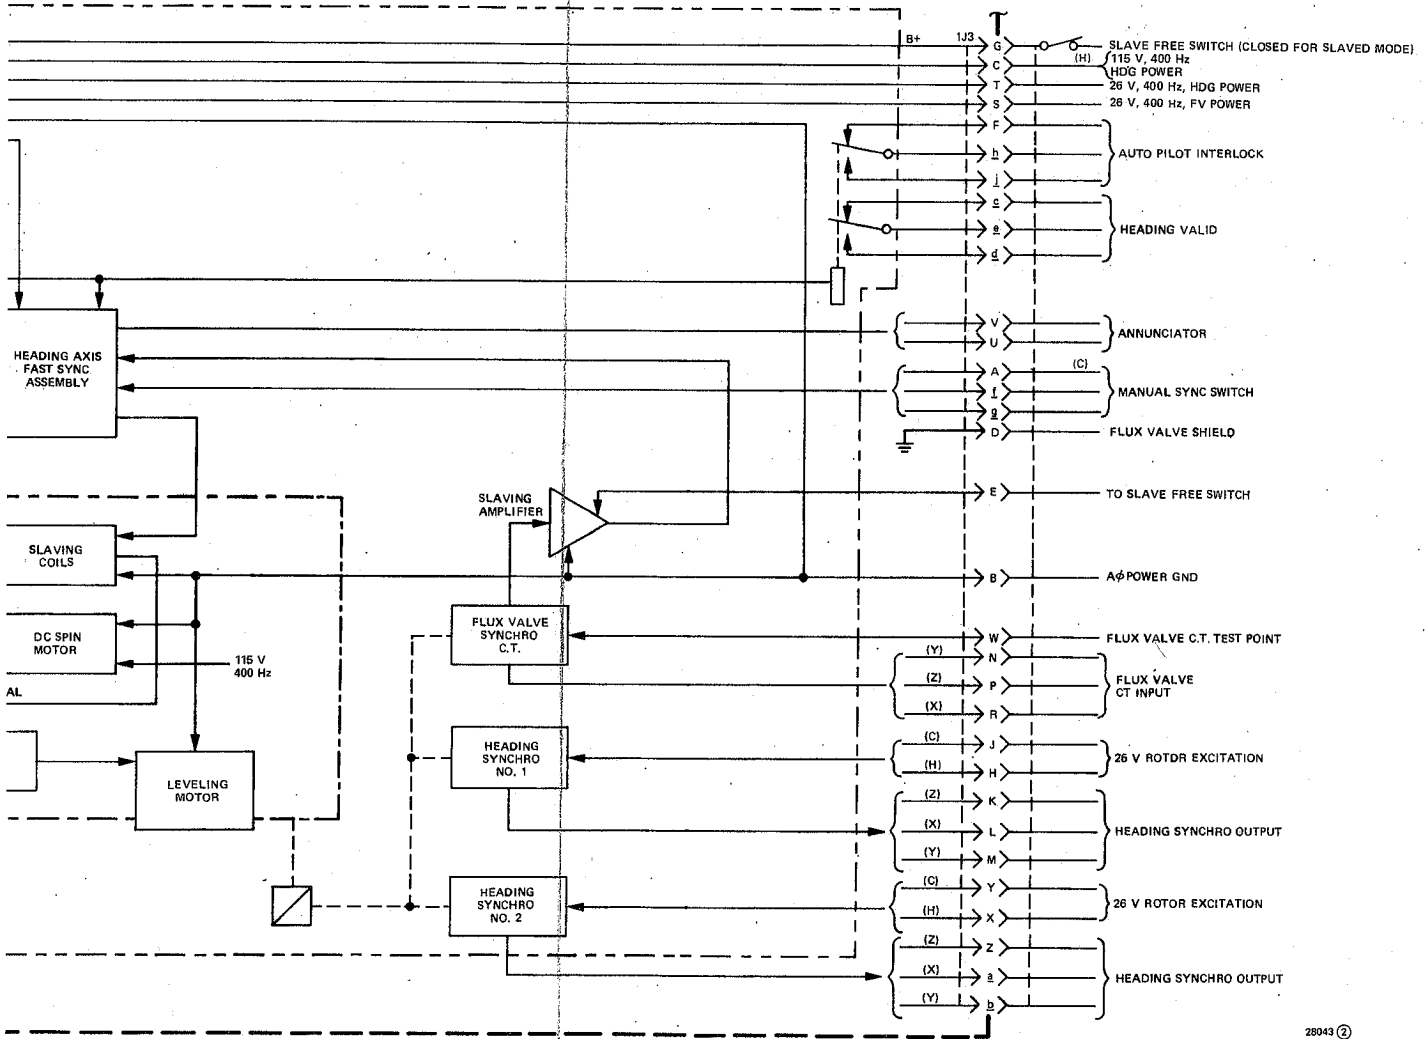 B+ 1J3 G SLAVE FREE SWITCH (CLOSED FOR SLAVED MODE)
C (H) 115 V, 400 Hz
HDG POWER
T 26 V, 400 Hz, HDG POWER
S 26 V, 400 Hz, FV POWER
F
h AUTO PILOT INTERLOCK
j
c
e HEADING VALID
d
V
ANNUNCIATOR
U
HEADING AXIS
FAST SYNC
ASSEMBLY
A (C)
f MANUAL SYNC SWITCH
g
D FLUX VALVE SHIELD
SLAVING
AMPLIFIER
E TO SLAVE FREE SWITCH
SLAVING
COILS
B AϕPOWER GND
FLUX VALVE
SYNCHRO
C.T.
DC SPIN
MOTOR
115 V
400 Hz
AL
W FLUX VALVE C.T. TEST POINT
(Y) N
(Z) P FLUX VALVE
CT INPUT
(X) R
HEADING
SYNCHRO
NO. 1
(C) J
26 V ROTDR EXCITATION
(H) H
LEVELING
MOTOR
(Z) K
(X) L HEADING SYNCHRO OUTPUT
(Y) M
HEADING
SYNCHRO
NO. 2
(C) Y
26 V ROTOR EXCITATION
(H) X
(Z) Z
(X) a HEADING SYNCHRO OUTPUT
(Y) b
28043 ②